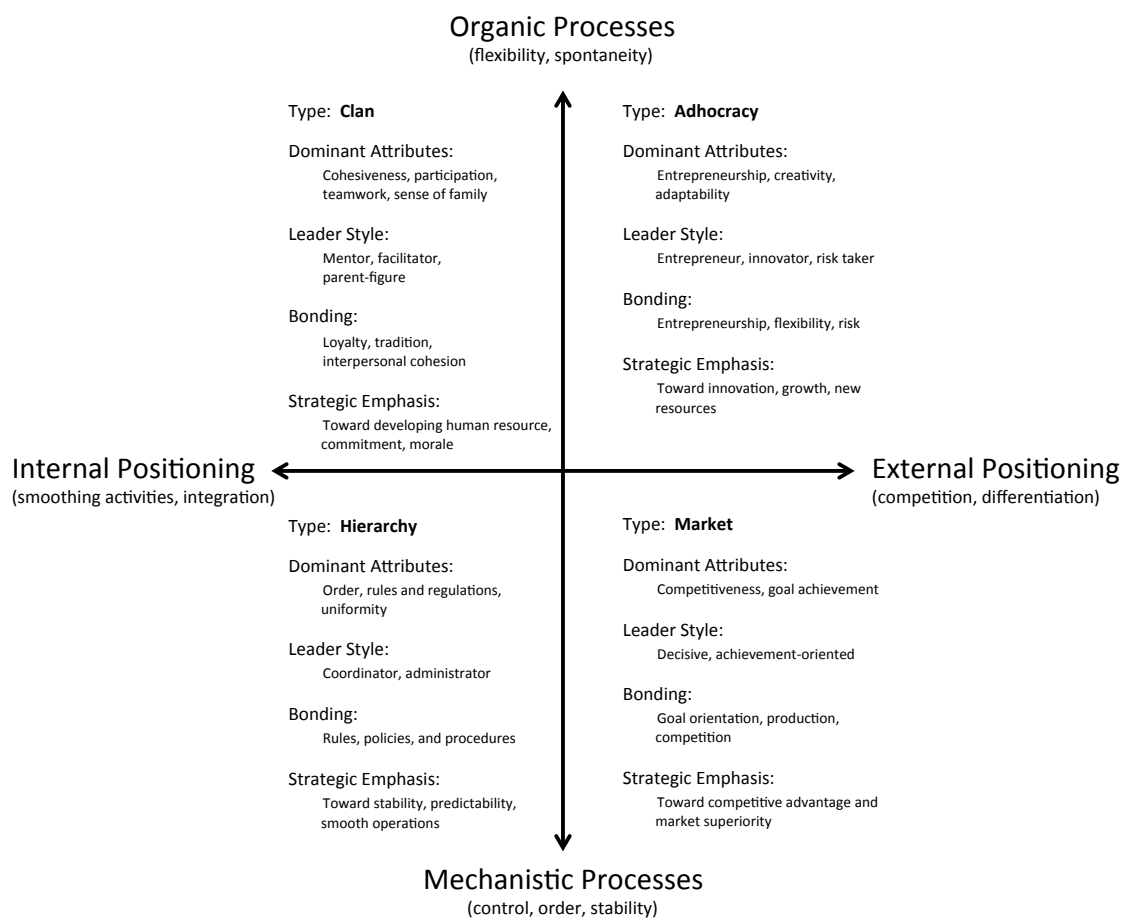 Organic Processes
(flexibility, spontaneity)
Type: Clan
Dominant Attributes:
Cohesiveness, participation,
teamwork, sense of family
Leader Style:
Mentor, facilitator,
parent-figure
Bonding:
Loyalty, tradition,
interpersonal cohesion
Strategic Emphasis:
Toward developing human resource,
commitment, morale
Type: Adhocracy
Dominant Attributes:
Entrepreneurship, creativity,
adaptability
Leader Style:
Entrepreneur, innovator, risk taker
Bonding:
Entrepreneurship, flexibility, risk
Strategic Emphasis:
Toward innovation, growth, new
resources
Internal Positioning
(smoothing activities, integration)
External Positioning
(competition, differentiation)
Type: Hierarchy
Dominant Attributes:
Order, rules and regulations,
uniformity
Leader Style:
Coordinator, administrator
Bonding:
Rules, policies, and procedures
Strategic Emphasis:
Toward stability, predictability,
smooth operations
Type: Market
Dominant Attributes:
Competitiveness, goal achievement
Leader Style:
Decisive, achievement-oriented
Bonding:
Goal orientation, production,
competition
Strategic Emphasis:
Toward competitive advantage and
market superiority
Mechanistic Processes
(control, order, stability)